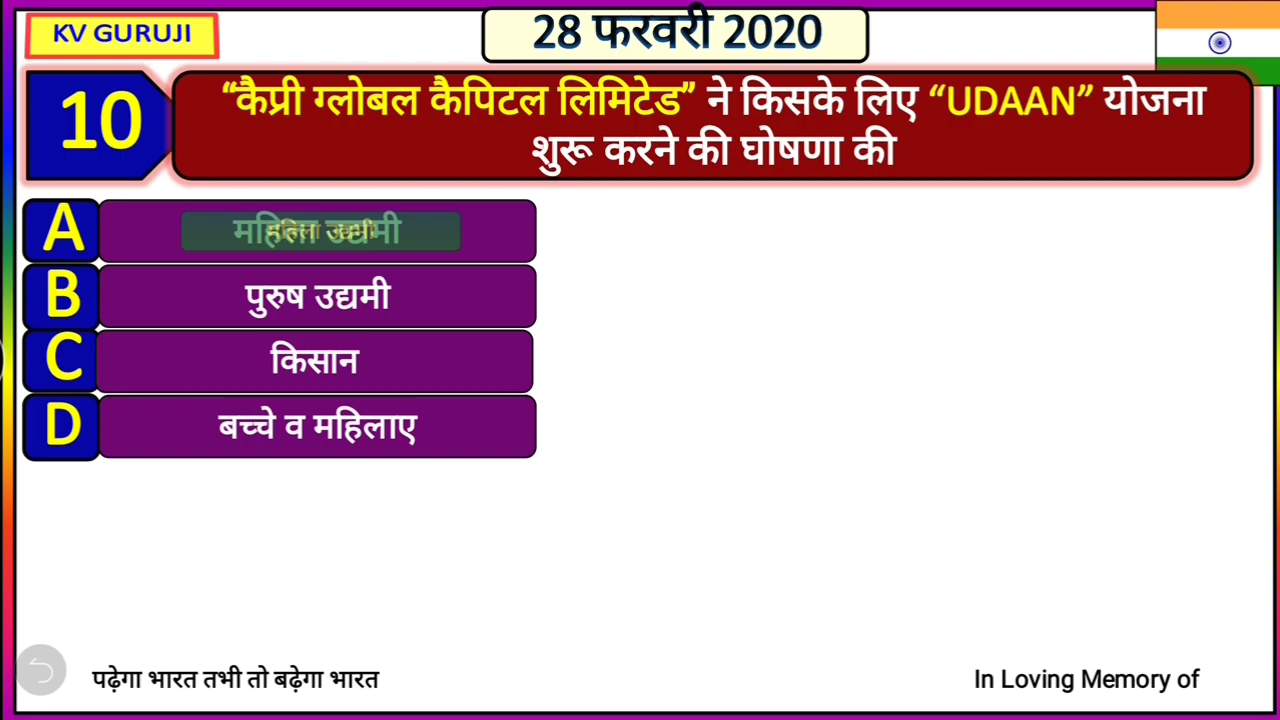 KV GURUJI
28 फरवरी 2020
10
“कैप्री ग्लोबल कैपिटल लिमिटेड” ने किसके लिए “UDAAN” योजना
शुरू करने की घोषणा की
A
महिला उद्यमी
B
पुरुष उद्यमी
C
किसान
D
बच्चे व महिलाए
पढ़ेगा भारत तभी तो बढ़ेगा भारत
In Loving Memory of